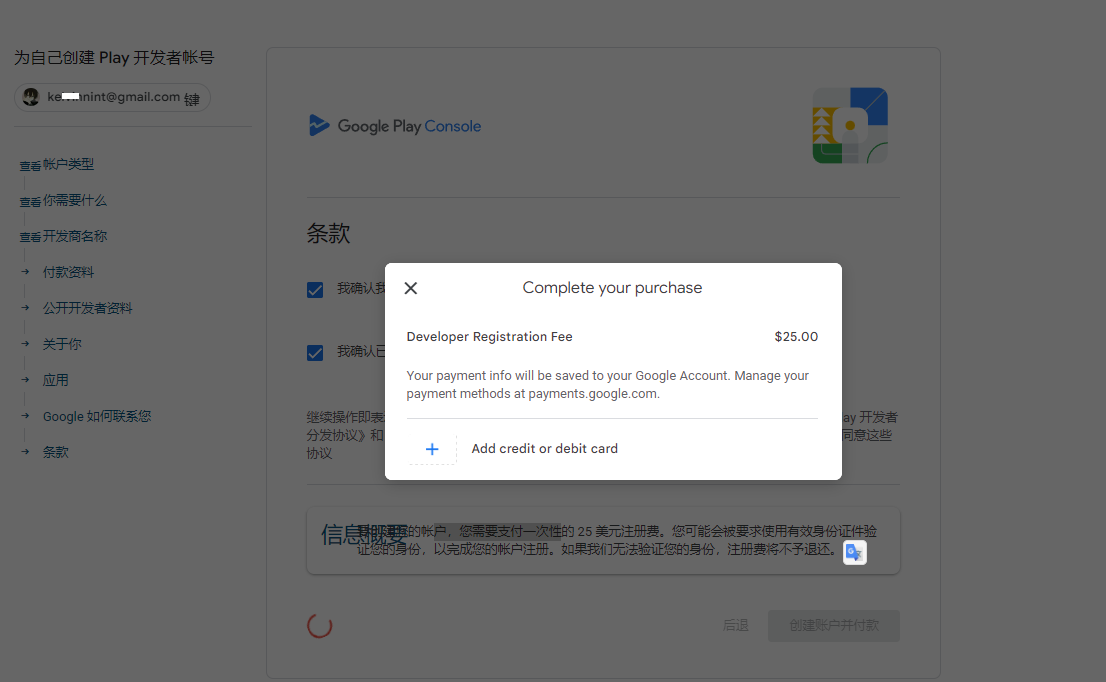 为自己创建 Play 开发者帐号
nint@gmail.com 键
查看 帐户类型
查看 你需要什么
查看 开发商名称
付款资料
公开开发者资料
关于你
应用
Google 如何联系您
条款
Google Play Console
条款
我确认我
我确认已
继续操作即表
ay 开发者
分发协议》和
同意这些
协议
Complete your purchase
Developer Registration Fee $25.00
Your payment info will be saved to your Google Account. Manage your
payment methods at payments.google.com.
Add credit or debit card
信息概要
的帐户，您需要支付一次性的 25 美元注册费。您可能会被要求使用有效身份证件验
证您的身份，以完成您的帐户注册。如果我们无法验证您的身份，注册费将不予退还。
后退
创建账户并付款